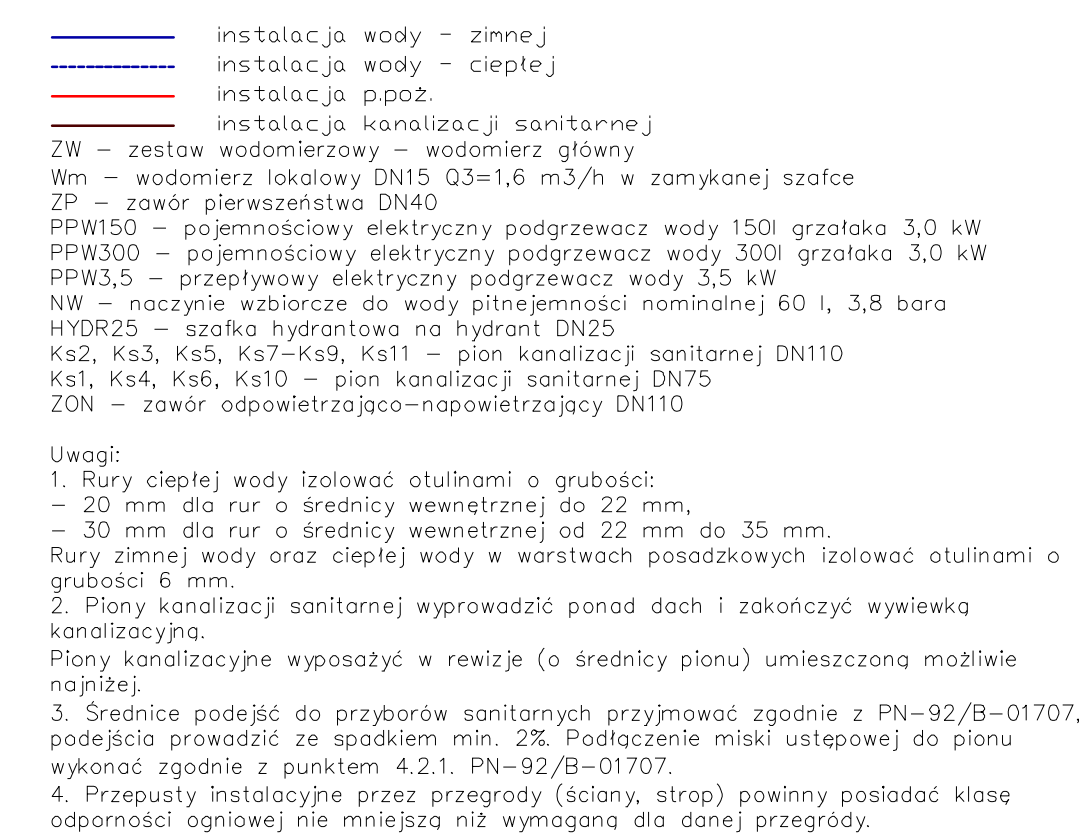 instalacja wody - zimnej
instalacja wody - ciepłej
instalacja p.poż.
instalacja kanalizacji sanitarnej
ZW – zestaw wodomierzowy – wodomierz główny
Wm – wodomierz lokalowy DN15 Q3=1,6 m3/h w zamykanej szafce
ZP – zawór pierwszeństwa DN40
PPW150 – pojemnościowy elektryczny podgrzewacz wody 150l grzałaka 3,0 kW
PPW300 – pojemnościowy elektryczny podgrzewacz wody 300l grzałaka 3,0 kW
PPW3,5 – przepływowy elektryczny podgrzewacz wody 3,5 kW
NW – naczynie wzbiorcze do wody pitnejemności nominalnej 60 l, 3,8 bara
HYDR25 – szafka hydrantowa na hydrant DN25
Ks2, Ks3, Ks5, Ks7–Ks9, Ks11 – pion kanalizacji sanitarnej DN110
Ks1, Ks4, Ks6, Ks10 – pion kanalizacji sanitarnej DN75
ZON – zawór odpowietrzająco–napowietrzający DN110
Uwagi:
1. Rury ciepłej wody izolować otulinami o grubości:
– 20 mm dla rur o średnicy wewnętrznej do 22 mm,
– 30 mm dla rur o średnicy wewnetrznej od 22 mm do 35 mm.
Rury zimnej wody oraz ciepłej wody w warstwach posadzkowych izolować otulinami o
grubości 6 mm.
2. Piony kanalizacji sanitarnej wyprowadzić ponad dach i zakończyć wywiewką
kanalizacyjną.
Piony kanalizacyjne wyposażyć w rewizje (o średnicy pionu) umieszczoną możliwie
najniżej.
3. Średnice podejść do przyborów sanitarnych przyjmować zgodnie z PN–92/B–01707,
podejścia prowadzić ze spadkiem min. 2%. Podłączenie miski ustępowej do pionu
wykonać zgodnie z punktem 4.2.1. PN–92/B–01707.
4. Przepusty instalacyjne przez przegrody (ściany, strop) powinny posiadać klasę
odporności ogniowej nie mniejszą niż wymaganą dla danej przegródy.